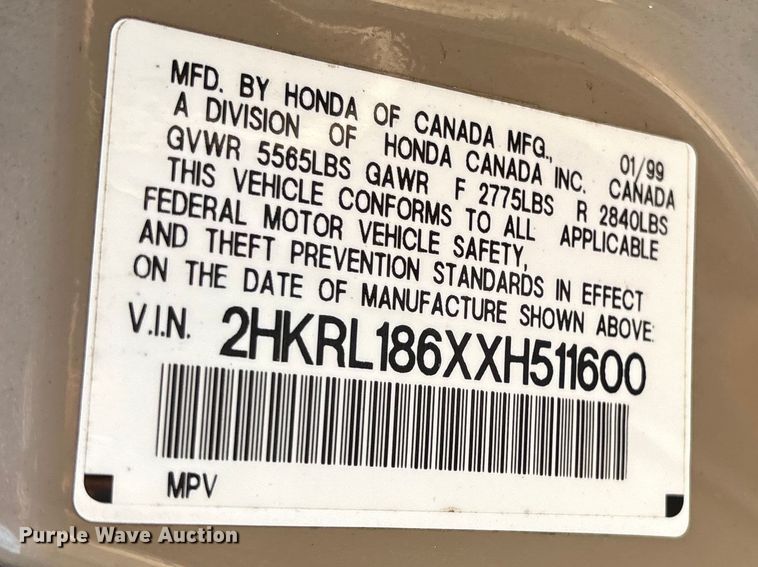 MFD. BY HONDA OF CANADA MFG., 01/99
A DIVISION OF HONDA CANADA INC. CANADA
GVWR 5565LBS GAWR F 2775LBS R 2840LBS
THIS VEHICLE CONFORMS TO ALL APPLICABLE
FEDERAL MOTOR VEHICLE SAFETY,
AND THEFT PREVENTION STANDARDS IN EFFECT
ON THE DATE OF MANUFACTURE SHOWN ABOVE:
V.I.N. 2HKRL186XXH511600
MPV
Purple Wave Auction